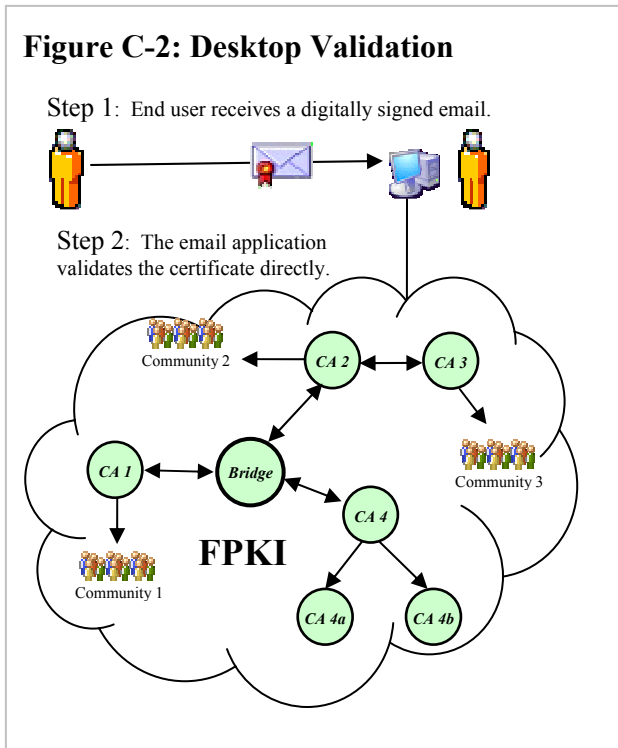 Figure C-2: Desktop Validation
Step 1: End user receives a digitally signed email.
Step 2: The email application
validates the certificate directly.
Community 2
CA 2
CA 3
CA 1
Bridge
Community 3
CA 4
FPKI
Community 1
CA 4a
CA 4b